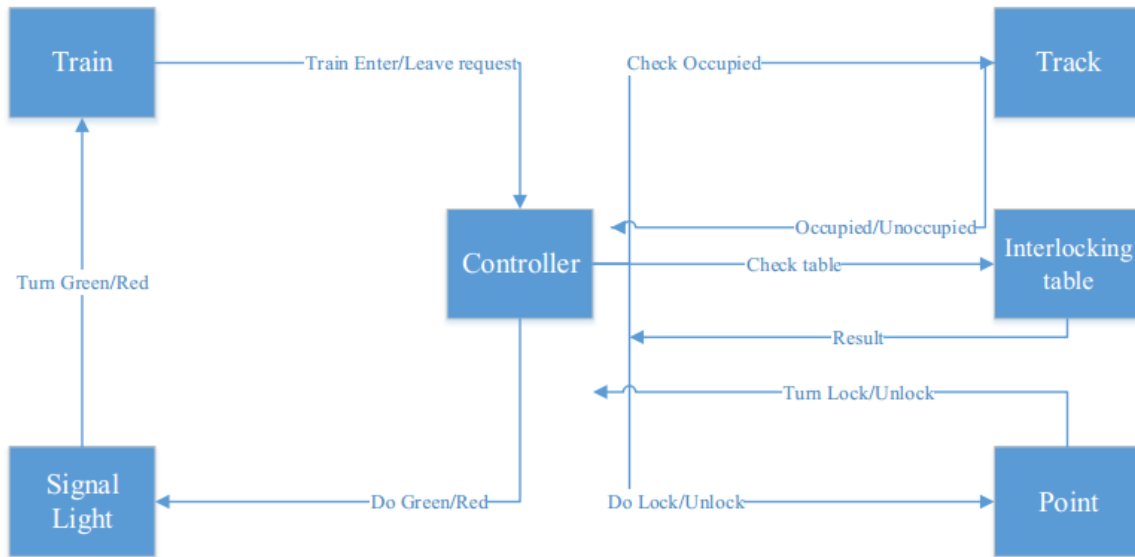 Train
Train Enter/Leave request
Check Occupied
Track
Occupied/Unoccupied
Controller
Check table
Interlocking
table
Turn Green/Red
Result
Turn Lock/Unlock
Signal
Light
Do Green/Red
Do Lock/Unlock
Point